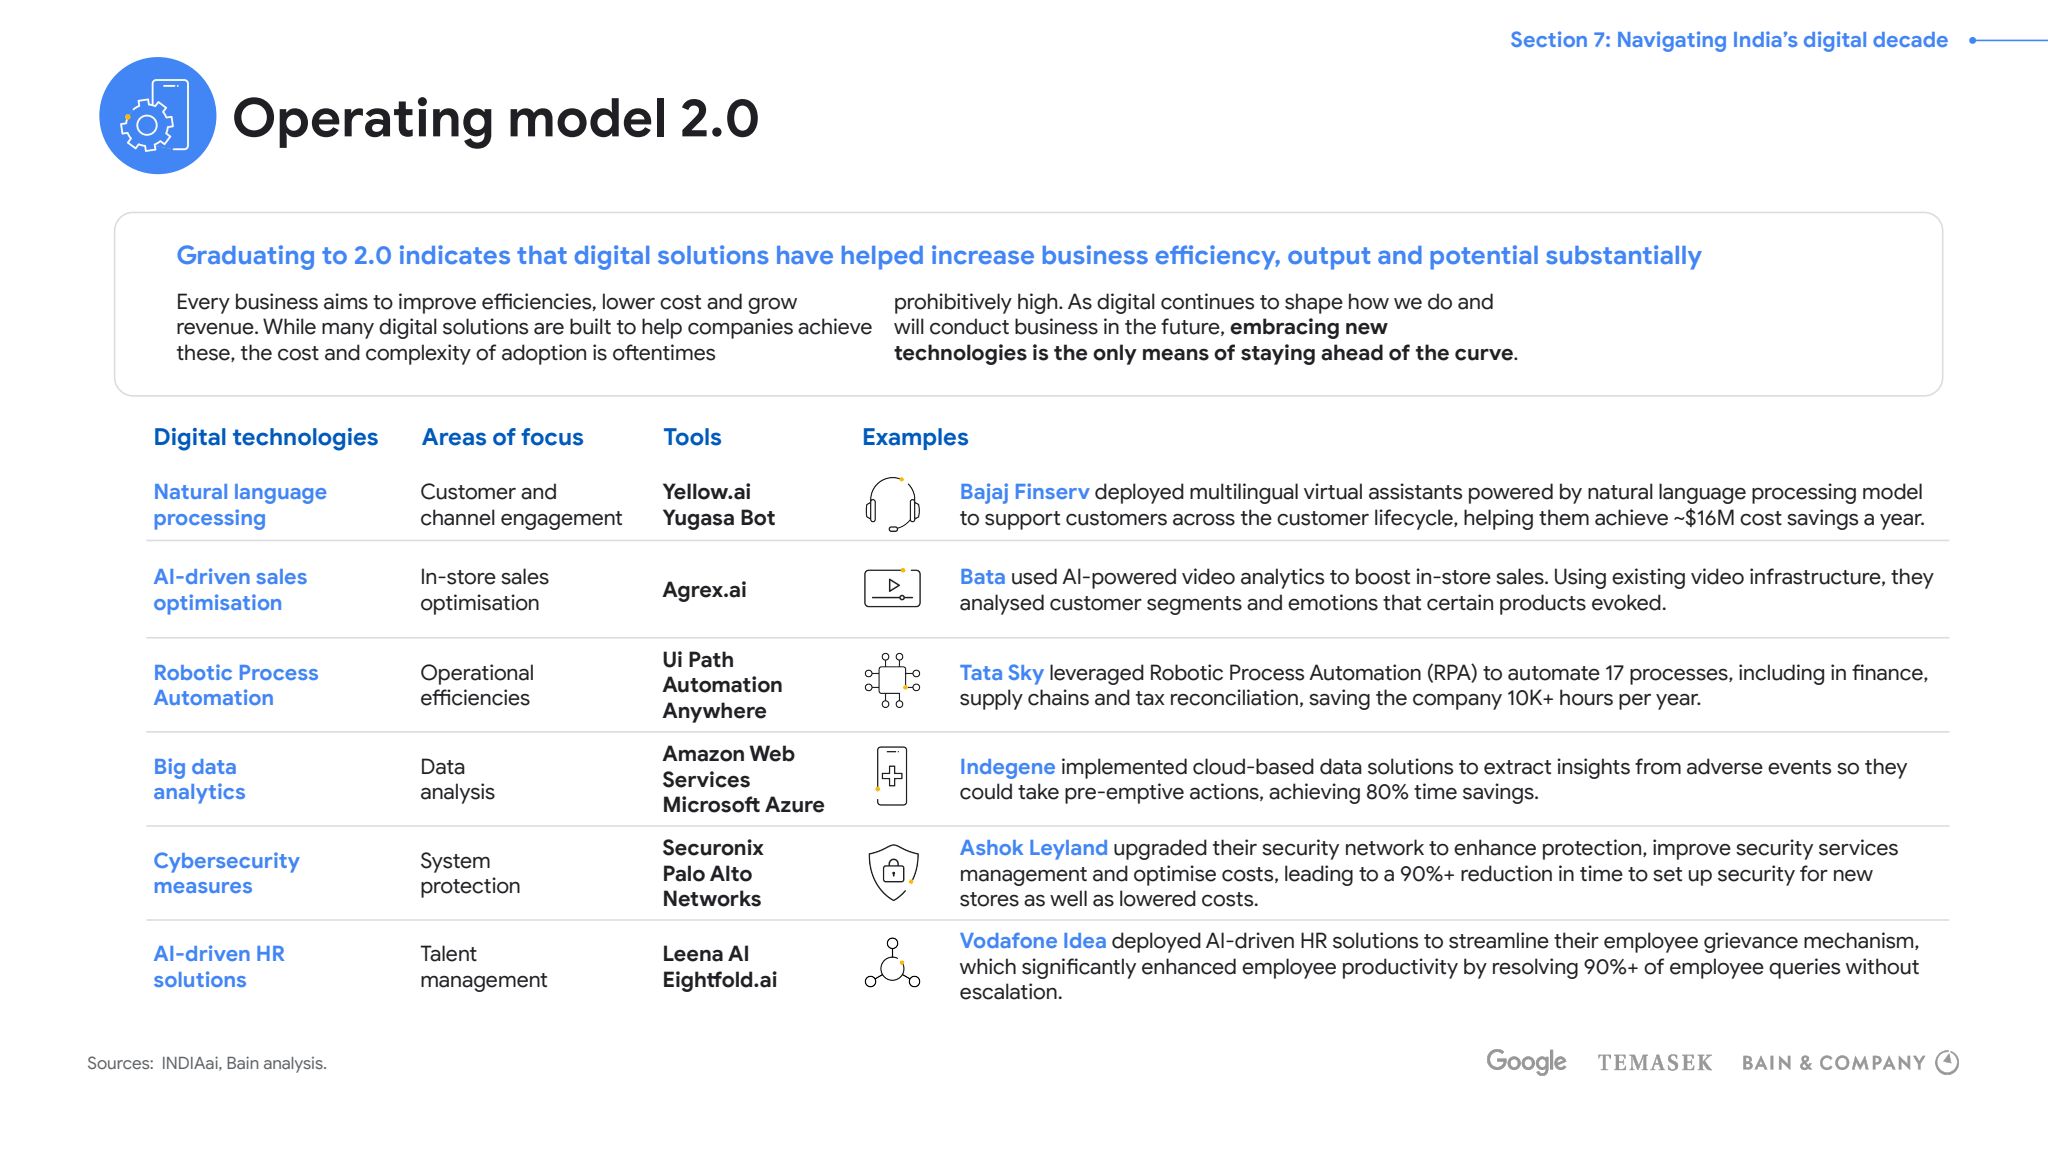 Section 7: Navigating India's digital decade
Operating model 2.0
Graduating to 2.0 indicates that digital solutions have helped increase business efficiency, output and potential substantially
Every business aims to improve efficiencies, lower cost and grow
revenue. While many digital solutions are built to help companies achieve
these, the cost and complexity of adoption is oftentimes
prohibitively high. As digital continues to shape how we do and
will conduct business in the future, embracing new
technologies is the only means of staying ahead of the curve.
Digital technologies
Areas of focus
Tools
Examples
Natural language
processing
Customer and
channel engagement
Yellow.ai
Yugasa Bot
Bajaj Finserv deployed multilingual virtual assistants powered by natural language processing model
to support customers across the customer lifecycle, helping them achieve ~$16M cost savings a year.
AI-driven sales
optimisation
In-store sales
optimisation
Agrex.ai
Bata used AI-powered video analytics to boost in-store sales. Using existing video infrastructure, they
analysed customer segments and emotions that certain products evoked.
Robotic Process
Automation
Operational
efficiencies
Ui Path
Automation
Anywhere
Tata Sky leveraged Robotic Process Automation (RPA) to automate 17 processes, including in finance,
supply chains and tax reconciliation, saving the company 10K+ hours per year.
Big data
analytics
Data
analysis
Amazon Web
Services
Microsoft Azure
Indegene implemented cloud-based data solutions to extract insights from adverse events so they
could take pre-emptive actions, achieving 80% time savings.
Cybersecurity
measures
System
protection
Securonix
Palo Alto
Networks
Ashok Leyland upgraded their security network to enhance protection, improve security services
management and optimise costs, leading to a 90%+ reduction in time to set up security for new
stores as well as lowered costs.
AI-driven HR
solutions
Talent
management
Leena AI
Eightfold.ai
Vodafone Idea deployed AI-driven HR solutions to streamline their employee grievance mechanism,
which significantly enhanced employee productivity by resolving 90%+ of employee queries without
escalation.
Sources: INDIAai, Bain analysis.
Google
TEMASEK
BAIN & COMPANY